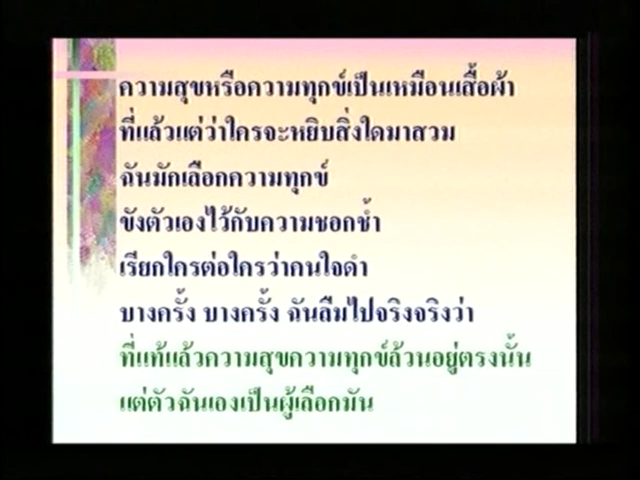 ความสุขหรือความทุกข์เป็นเหมือนเสื้อผ้า
ที่แล้วแต่ว่าใครจะหยิบสิ่งใดมาสวม
ฉันมักเลือกความทุกข์
ขังตัวเองไว้กับความชอกช้ำ
เรียกใครต่อใครว่าคนใจดำ
บางครั้ง บางครั้ง ฉันลืมไปจริงจริงว่า
ที่แท้แล้วความสุขความทุกข์ล้วนอยู่ตรงนั้น
แต่ตัวฉันเองเป็นผู้เลือกมัน